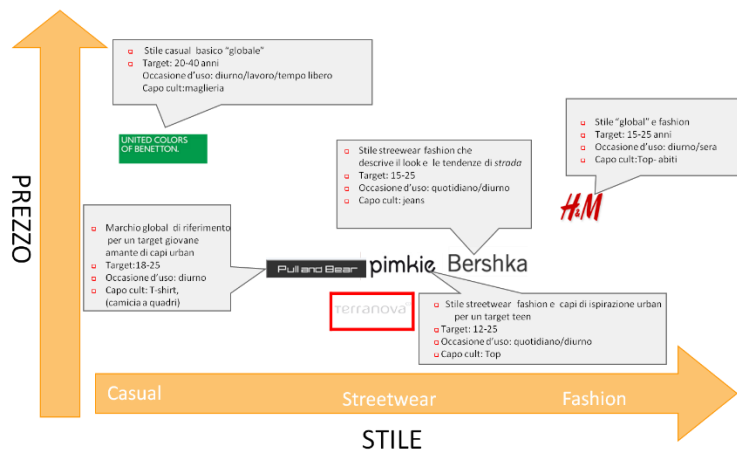 Stile casual basico "globale"
Target: 20-40 anni
Occasione d'uso: diurno/lavoro/tempo libero
Capo cult:maglieria
UNITED COLORS
OF BENETTON.
Stile "global" e fashion
Target: 15-25 anni
Occasione d'uso: diurno/sera
Capo cult:Top- abiti
H&M
Stile streewear fashion che
descrive il look e le tendenze di strada
Target: 15-25
Occasione d'uso: quotidiano/diurno
Capo cult: jeans
Marchio global di riferimento
per un target giovane
amante di capi urban
Target:18-25
Occasione d'uso: diurno
Capo cult: T-shirt,
(camicia a quadri)
Pull and Bear
pimkie
Bershka
Terranova
Stile streetwear fashion e capi di ispirazione urban
per un target teen
Target: 12-25
Occasione d'uso: quotidiano/diurno
Capo cult: Top
PREZZO
Casual
Streetwear
Fashion
STILE